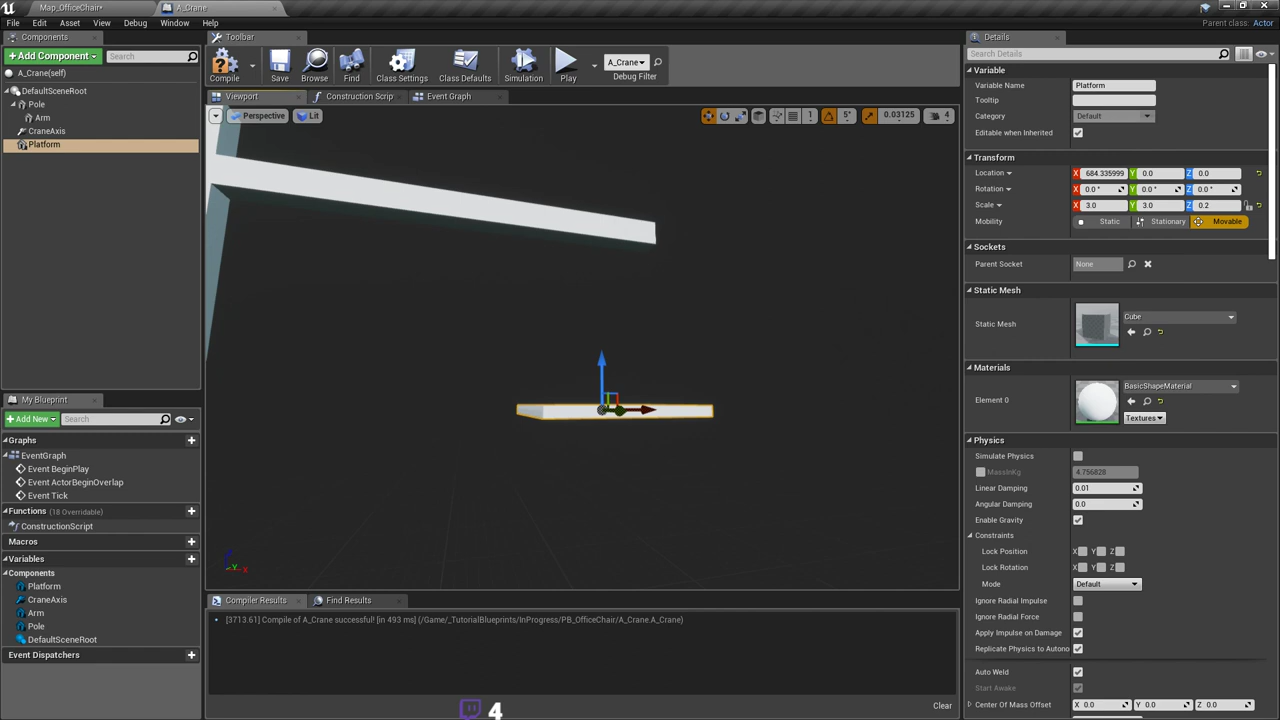 Map_OfficeChair*
A_Crane
File Edit Asset View Debug Window Help
Parent class: Actor
Components
Toolbar
Details
+ Add Component
Search
A_Crane(self)
DefaultSceneRoot
Pole
Arm
CraneAxis
Platform
Compile
Save
Browse
Find
Class Settings
Class Defaults
Simulation
Play
A_Crane
Debug Filter
Viewport
Construction Scrip
Event Graph
Perspective
Lit
1
5°
0.03125
4
X
Y
My Blueprint
+ Add New
Search
Graphs
EventGraph
Event BeginPlay
Event ActorBeginOverlap
Event Tick
Functions (18 Overridable)
ConstructionScript
Macros
Variables
Components
Platform
CraneAxis
Arm
Pole
DefaultSceneRoot
Event Dispatchers
Compiler Results
Find Results
[3713.61] Compile of A_Crane successful! [in 493 ms] (/Game/_TutorialBlueprints/InProgress/PB_OfficeChair/A_Crane.A_Crane)
Clear
4
Search Details
Variable
Variable Name Platform
Tooltip
Category Default
Editable when Inherited
Transform
Location X 684.335999 Y 0.0 Z 0.0
Rotation X 0.0 ° Y 0.0 ° Z 0.0 °
Scale X 3.0 Y 3.0 Z 0.2
Mobility Static Stationary Movable
Sockets
Parent Socket None
Static Mesh
Static Mesh Cube
Materials
Element 0 BasicShapeMaterial
Textures
Physics
Simulate Physics
MassInKg 4.756828
Linear Damping 0.01
Angular Damping 0.0
Enable Gravity
Constraints
Lock Position X Y Z
Lock Rotation X Y Z
Mode Default
Ignore Radial Impulse
Ignore Radial Force
Apply Impulse on Damage
Replicate Physics to Autono
Auto Weld
Start Awake
Center Of Mass Offset X 0.0 Y 0.0 Z 0.0